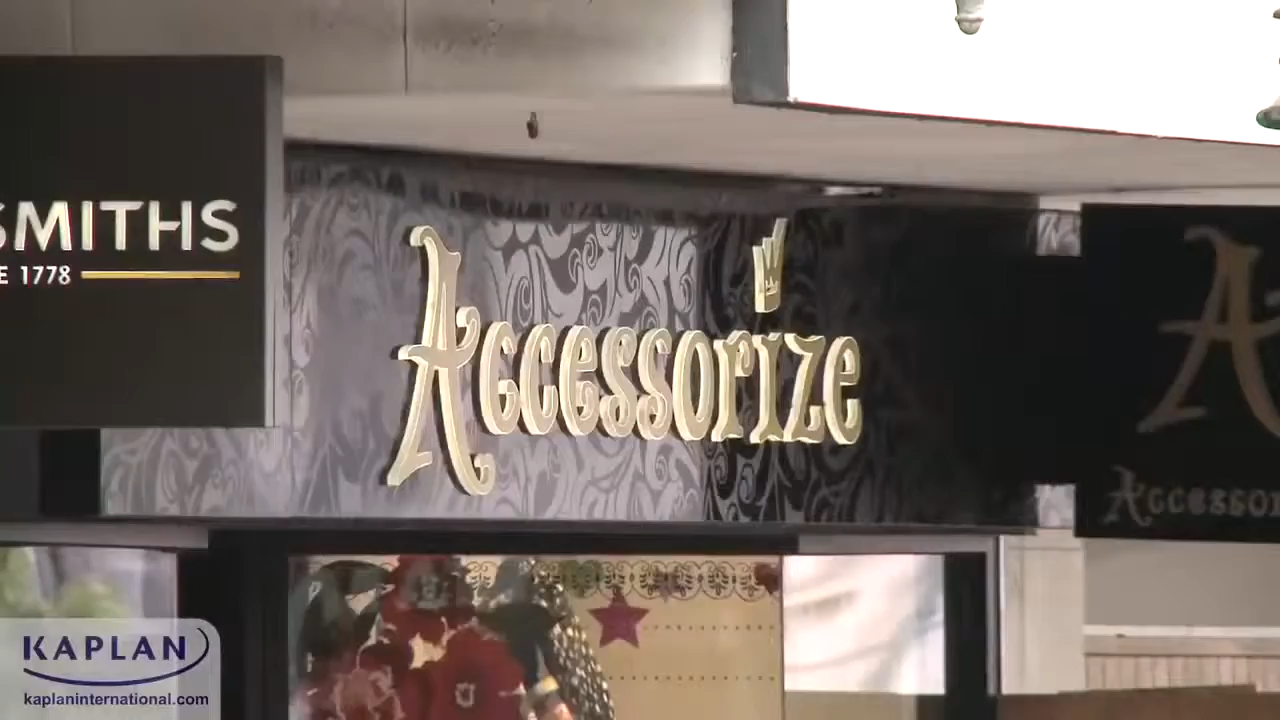 SMITHS
E 1778
Accessorize
A
Accessor
KAPLAN
kaplaninternational.com